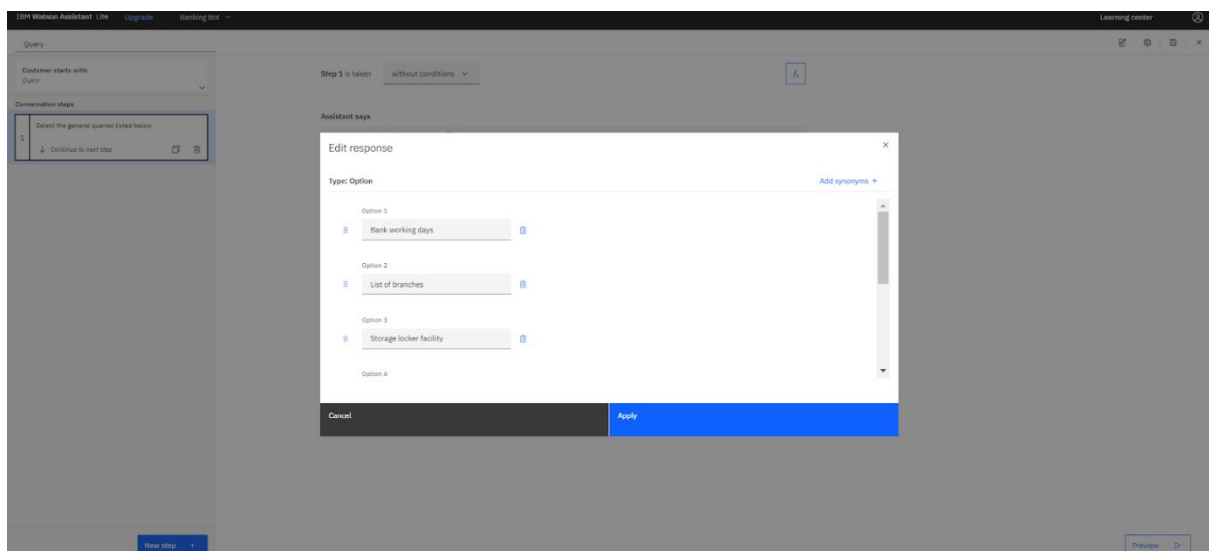 IBM Watson Assistant Lite Upgrade Banking Bot Learning center
Query
Customer starts with:
Query
Step 1 is taken without conditions
Conversation steps
1 Select the general queries listed below
Continue to next step
Assistant says
Edit response
Type: Option Add synonyms +
Option 1
Bank working days
Option 2
List of branches
Option 3
Storage locker facility
Option 4
Cancel Apply
New step + Preview